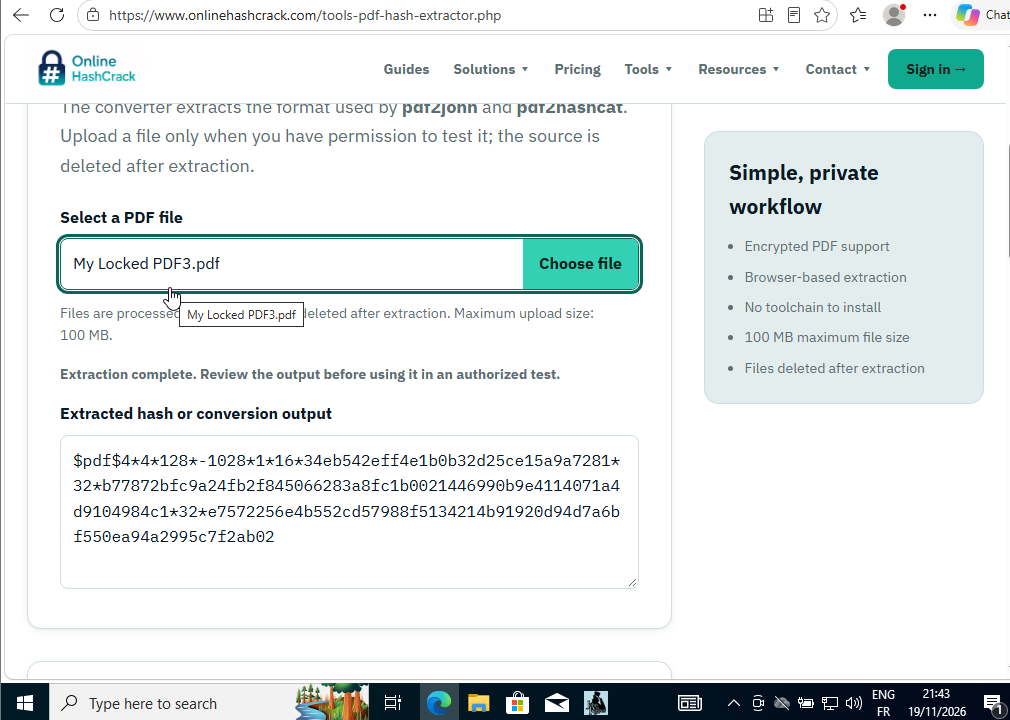 https://www.onlinehashcrack.com/tools-pdf-hash-extractor.php
Chat
Online
HashCrack
Guides
Solutions
Pricing
Tools
Resources
Contact
Sign in →
The converter extracts the format used by pdf2john and pdf2hashcat.
Upload a file only when you have permission to test it; the source is
deleted after extraction.
Select a PDF file
My Locked PDF3.pdf
Choose file
Files are processed
My Locked PDF3.pdf
deleted after extraction. Maximum upload size:
100 MB.
Extraction complete. Review the output before using it in an authorized test.
Extracted hash or conversion output
$pdf$4*4*128*-1028*1*16*34eb542eff4e1b0b32d25ce15a9a7281*
32*b77872bfc9a24fb2f845066283a8fc1b0021446990b9e4114071a4
d9104984c1*32*e7572256e4b552cd57988f5134214b91920d94d7a6b
f550ea94a2995c7f2ab02
Simple, private
workflow
Encrypted PDF support
Browser-based extraction
No toolchain to install
100 MB maximum file size
Files deleted after extraction
Type here to search
ENG
FR
21:43
19/11/2026
1